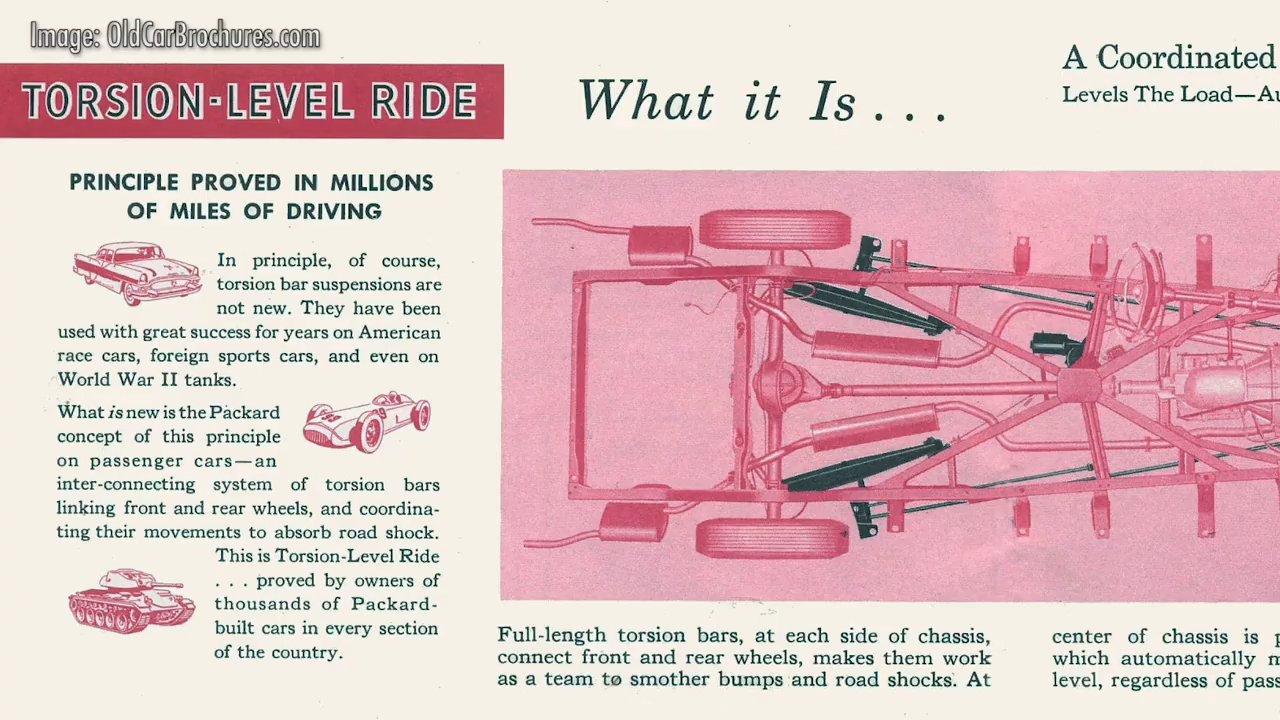 Image: OldCarBrochures.com
TORSION-LEVEL RIDE
What it Is . . .
A Coordinated
Levels The Load—Au
PRINCIPLE PROVED IN MILLIONS
OF MILES OF DRIVING
In principle, of course,
torsion bar suspensions are
not new. They have been
used with great success for years on American
race cars, foreign sports cars, and even on
World War II tanks.
What is new is the Packard
concept of this principle
on passenger cars—an
inter-connecting system of torsion bars
linking front and rear wheels, and coordina-
ting their movements to absorb road shock.
This is Torsion-Level Ride
. . . proved by owners of
thousands of Packard-
built cars in every section
of the country.
Full-length torsion bars, at each side of chassis,
connect front and rear wheels, makes them work
as a team to smother bumps and road shocks. At
center of chassis is p
which automatically m
level, regardless of pass